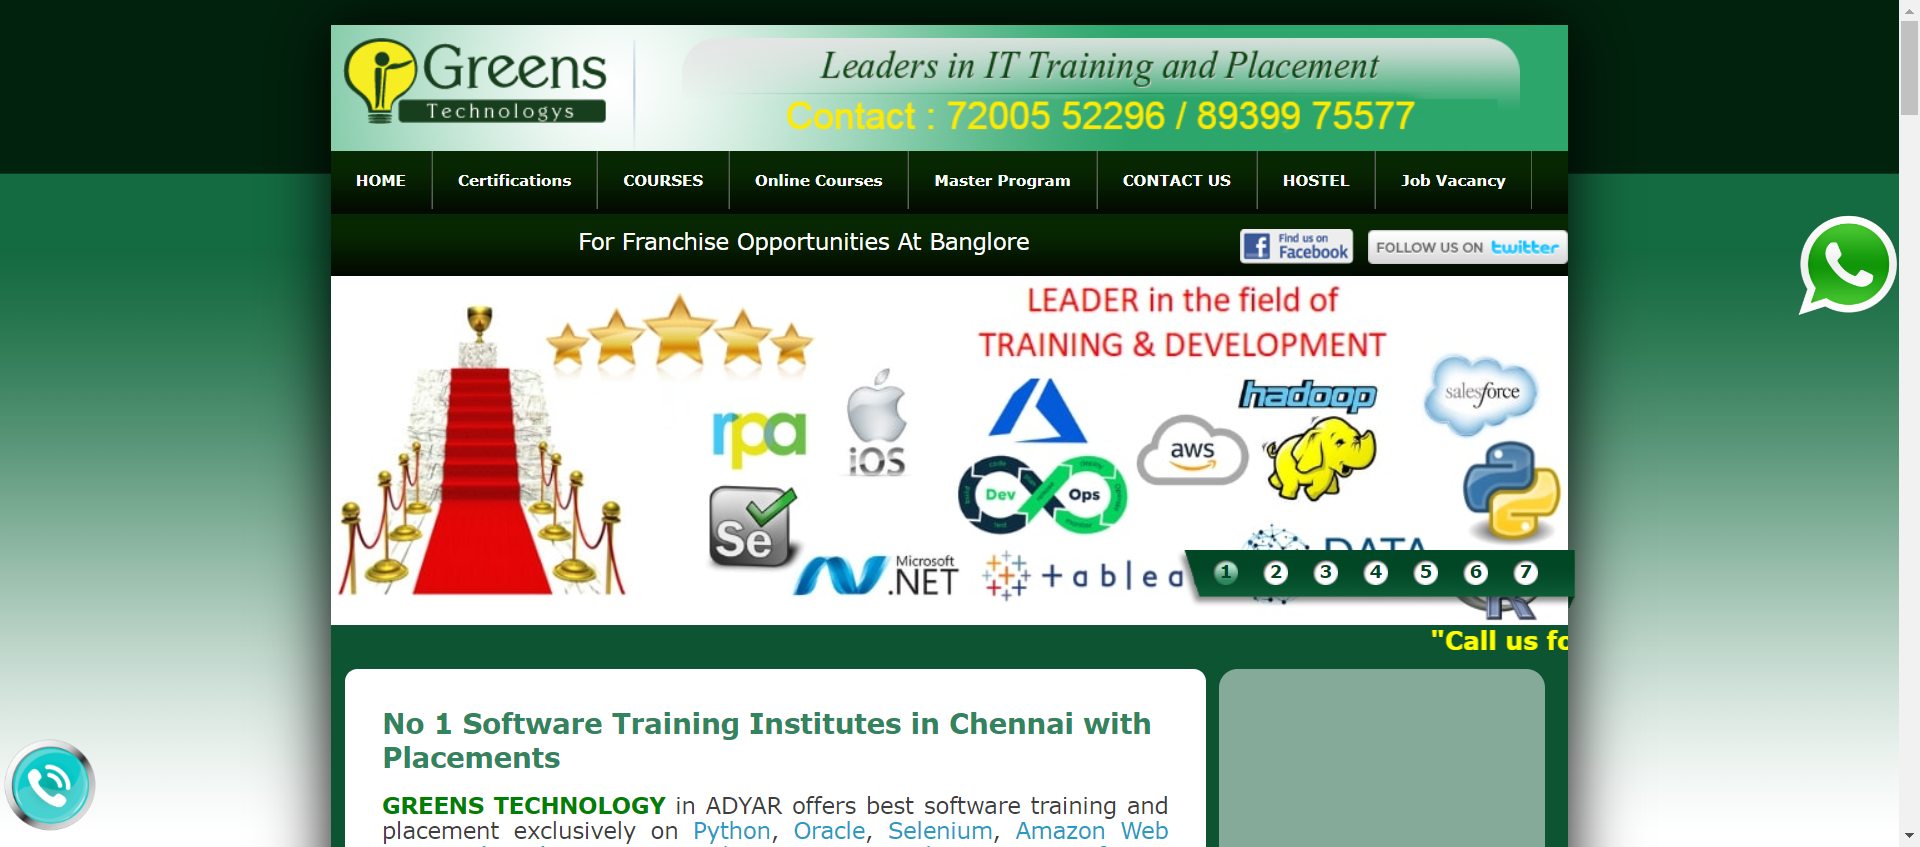 Greens
Technologys
Leaders in IT Training and Placement
Contact : 72005 52296 / 89399 75577
HOME
Certifications
COURSES
Online Courses
Master Program
CONTACT US
HOSTEL
Job Vacancy
For Franchise Opportunities At Banglore
Find us on
Facebook
FOLLOW US ON twitter
LEADER in the field of
TRAINING & DEVELOPMENT
rpa
iOS
hadoop
salesforce
aws
Dev Ops
Se
Microsoft
.NET
+ a b l e a
DATA
R
1 2 3 4 5 6 7
"Call us fo
No 1 Software Training Institutes in Chennai with
Placements
GREENS TECHNOLOGY in ADYAR offers best software training and
placement exclusively on Python, Oracle, Selenium, Amazon Web